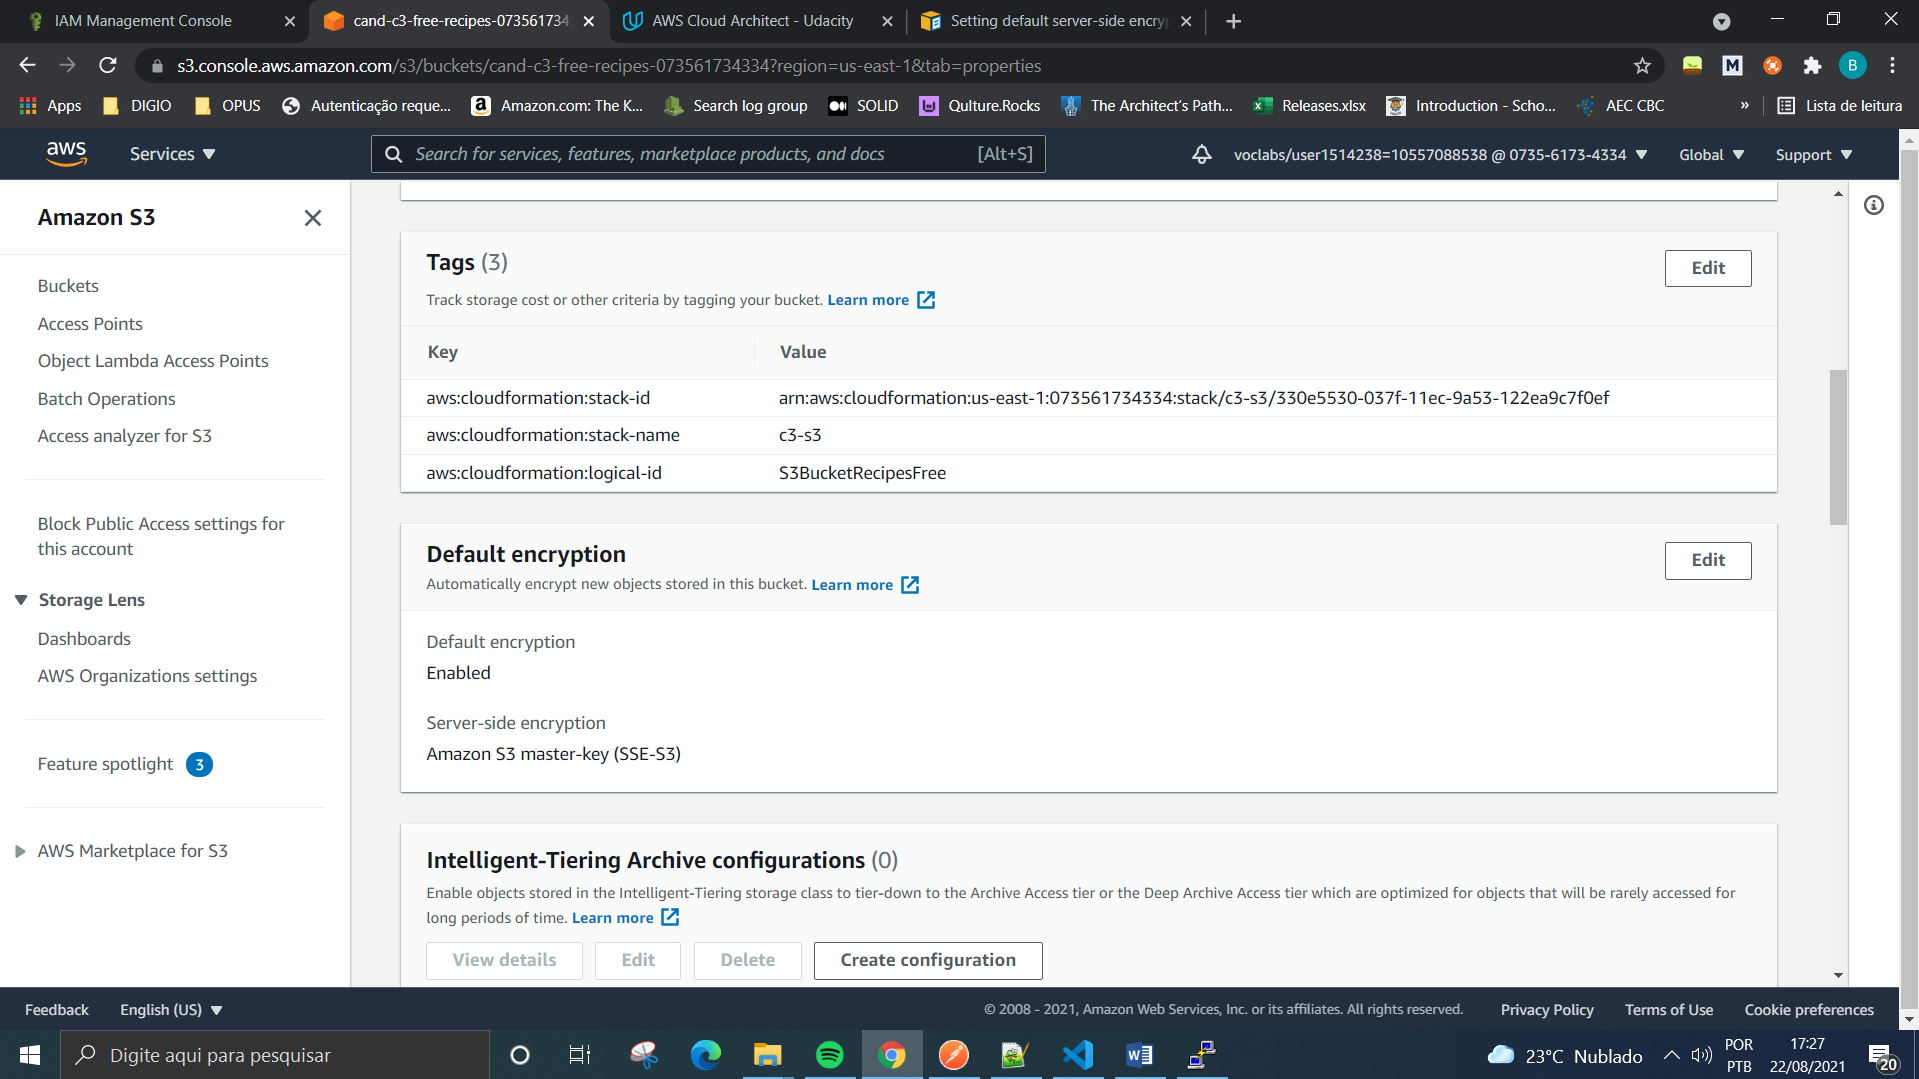 IAM Management Console
cand-c3-free-recipes-073561734
AWS Cloud Architect - Udacity
Setting default server-side encryp
s3.console.aws.amazon.com/s3/buckets/cand-c3-free-recipes-073561734334?region=us-east-1&tab=properties
M
B
Apps
DIGIO
OPUS
Autenticação reque...
Amazon.com: The K...
Search log group
SOLID
Qulture.Rocks
The Architect's Path...
Releases.xlsx
Introduction - Scho...
AEC CBC
»
Lista de leitura
aws
Services
Search for services, features, marketplace products, and docs
[Alt+S]
voclabs/user1514238=10557088538 @ 0735-6173-4334
Global
Support
Amazon S3
Buckets
Access Points
Object Lambda Access Points
Batch Operations
Access analyzer for S3
Block Public Access settings for
this account
Storage Lens
Dashboards
AWS Organizations settings
Feature spotlight 3
AWS Marketplace for S3
Tags (3)
Edit
Track storage cost or other criteria by tagging your bucket. Learn more
Key
Value
aws:cloudformation:stack-id
arn:aws:cloudformation:us-east-1:073561734334:stack/c3-s3/330e5530-037f-11ec-9a53-122ea9c7f0ef
aws:cloudformation:stack-name
c3-s3
aws:cloudformation:logical-id
S3BucketRecipesFree
Default encryption
Edit
Automatically encrypt new objects stored in this bucket. Learn more
Default encryption
Enabled
Server-side encryption
Amazon S3 master-key (SSE-S3)
Intelligent-Tiering Archive configurations (0)
Enable objects stored in the Intelligent-Tiering storage class to tier-down to the Archive Access tier or the Deep Archive Access tier which are optimized for objects that will be rarely accessed for
long periods of time. Learn more
View details
Edit
Delete
Create configuration
Feedback
English (US)
© 2008 - 2021, Amazon Web Services, Inc. or its affiliates. All rights reserved.
Privacy Policy
Terms of Use
Cookie preferences
Digite aqui para pesquisar
23°C Nublado
POR
PTB
17:27
22/08/2021
20